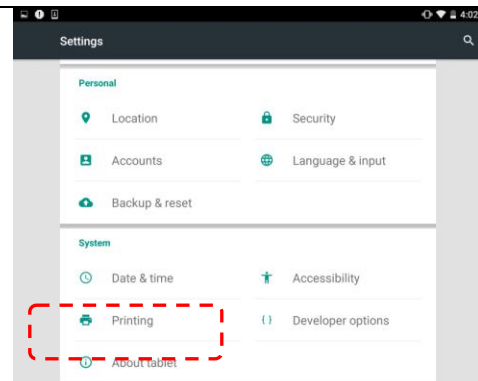 4:02
Settings
Personal
Location Security
Accounts Language & input
Backup & reset
System
Date & time Accessibility
Printing { } Developer options
About tablet